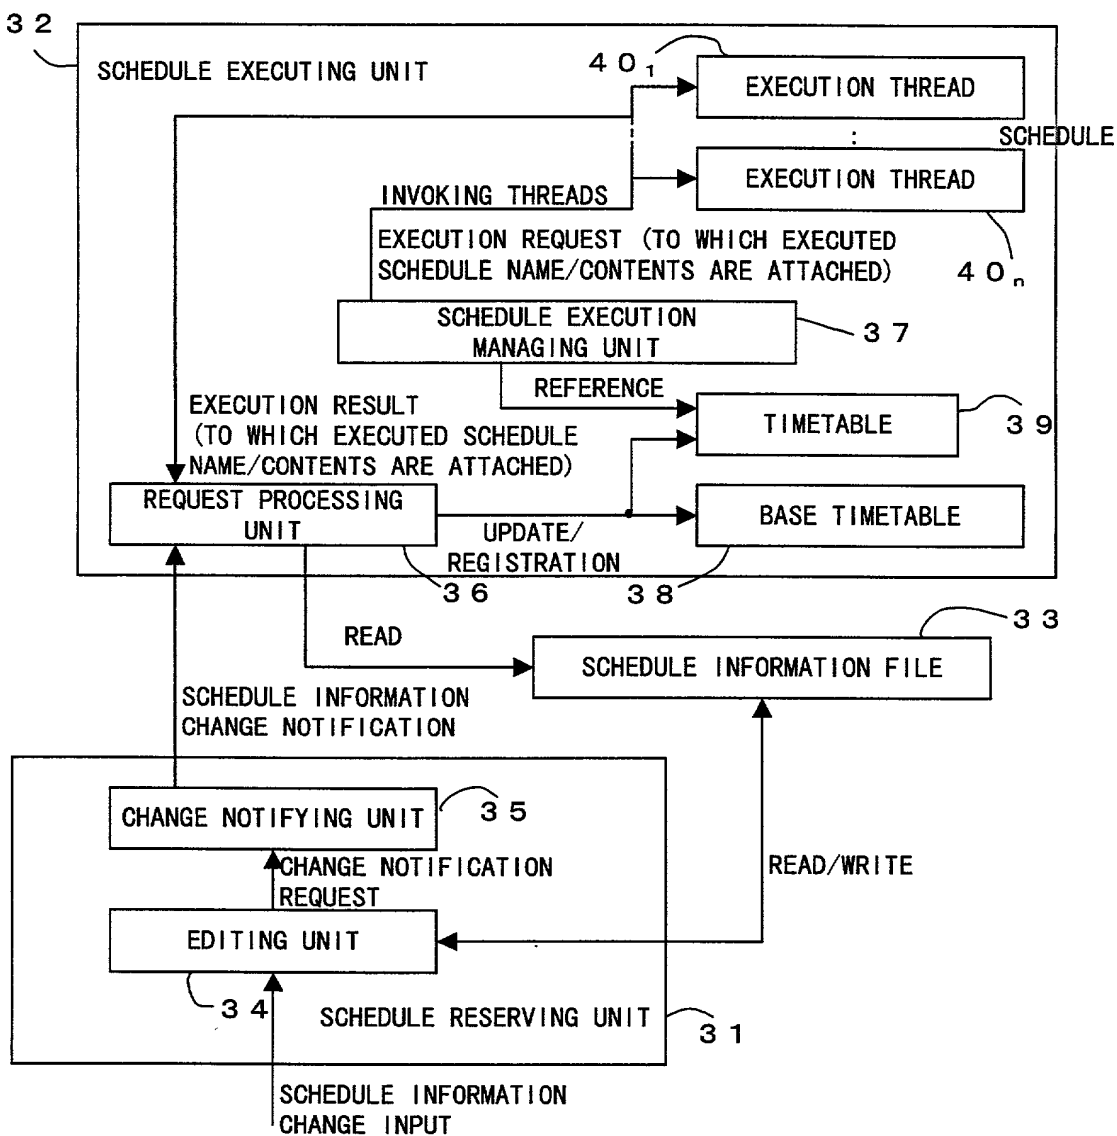 32
SCHEDULE EXECUTING UNIT
40₁
EXECUTION THREAD
:
SCHEDULE
EXECUTION THREAD
40ₙ
INVOKING THREADS
EXECUTION REQUEST (TO WHICH EXECUTED
SCHEDULE NAME/CONTENTS ARE ATTACHED)
SCHEDULE EXECUTION
MANAGING UNIT
37
REFERENCE
EXECUTION RESULT
(TO WHICH EXECUTED SCHEDULE
NAME/CONTENTS ARE ATTACHED)
TIMETABLE
39
REQUEST PROCESSING
UNIT
UPDATE/
REGISTRATION
BASE TIMETABLE
36
38
READ
33
SCHEDULE INFORMATION FILE
SCHEDULE INFORMATION
CHANGE NOTIFICATION
CHANGE NOTIFYING UNIT
35
CHANGE NOTIFICATION
REQUEST
READ/WRITE
EDITING UNIT
34
SCHEDULE RESERVING UNIT
31
SCHEDULE INFORMATION
CHANGE INPUT